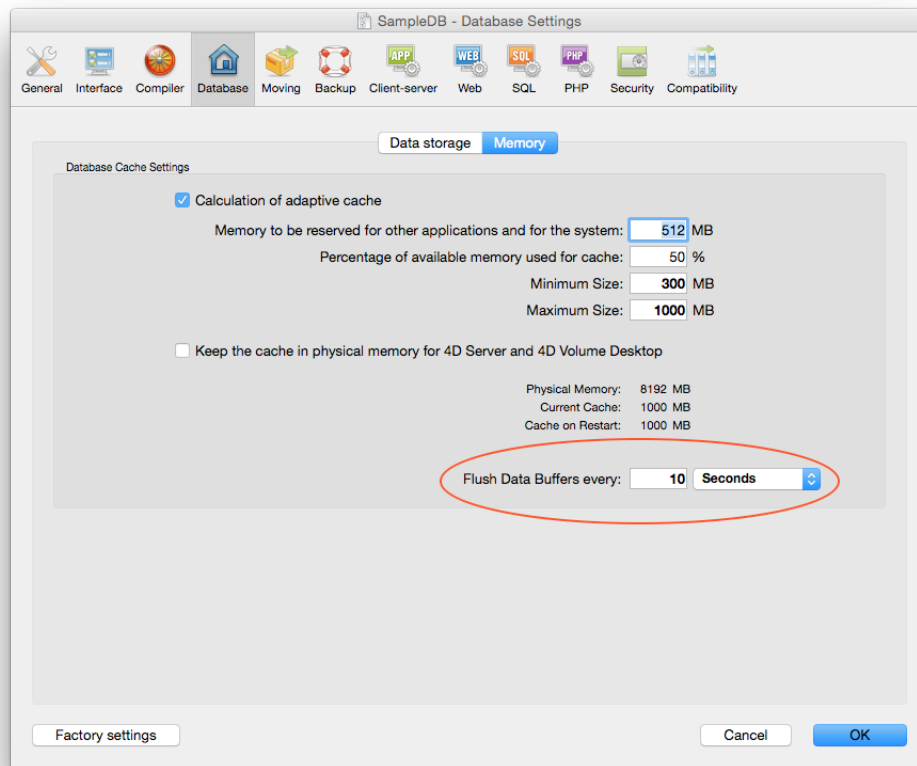 SampleDB - Database Settings
General Interface Compiler Database Moving Backup Client-server Web SQL PHP Security Compatibility
APP WEB SQL PHP
Data storage Memory
Database Cache Settings
Calculation of adaptive cache
Memory to be reserved for other applications and for the system: 512 MB
Percentage of available memory used for cache: 50 %
Minimum Size: 300 MB
Maximum Size: 1000 MB
Keep the cache in physical memory for 4D Server and 4D Volume Desktop
Physical Memory: 8192 MB
Current Cache: 1000 MB
Cache on Restart: 1000 MB
Flush Data Buffers every: 10 Seconds
Factory settings Cancel OK